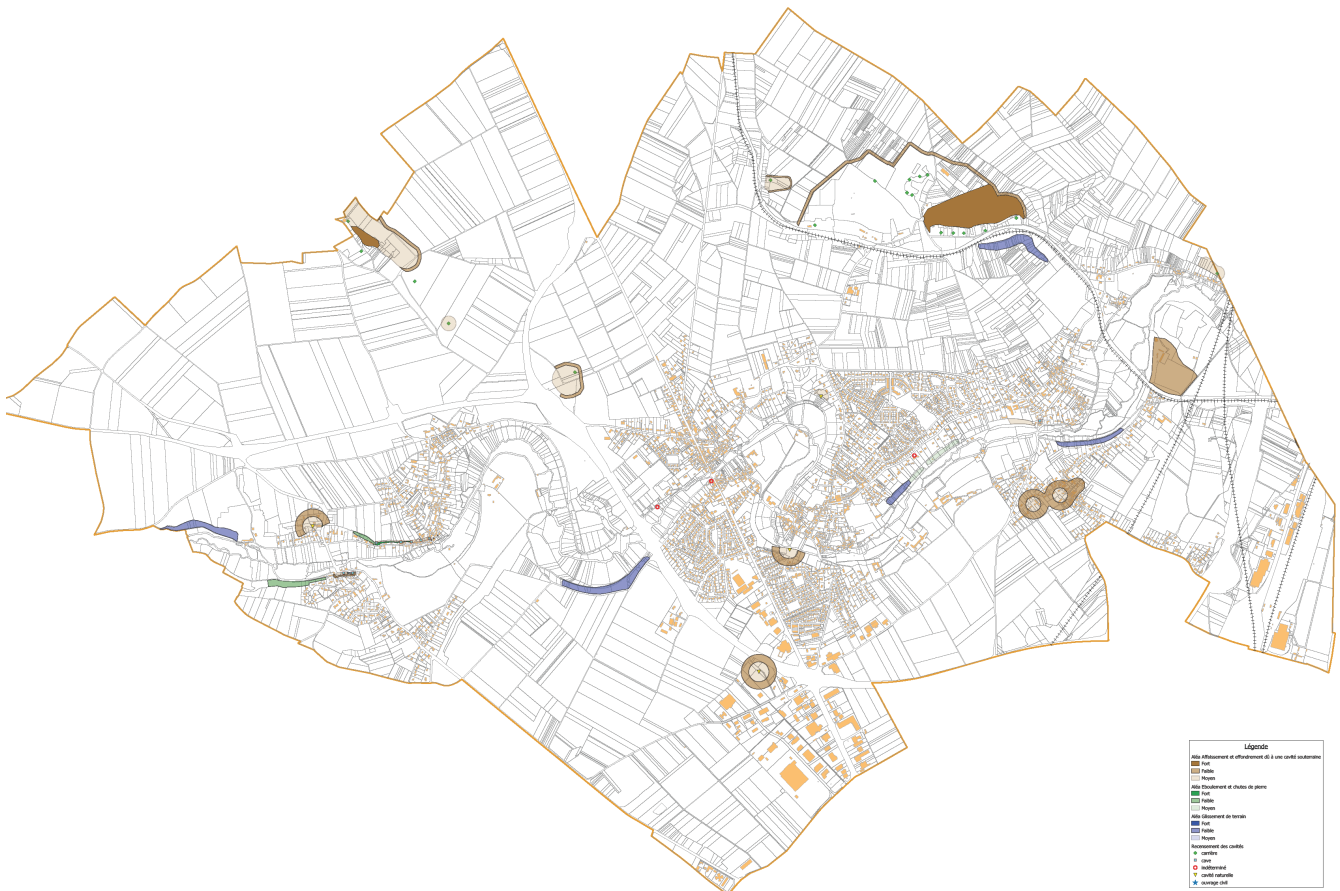 Légende
Aléa Affaissement et effondrement dû à une cavité souterraine
Fort
Faible
Moyen
Aléa Eboulement et chutes de pierre
Fort
Faible
Moyen
Aléa Glissement de terrain
Fort
Faible
Moyen
Recensement des cavités
carrière
cave
indéterminé
cavité naturelle
ouvrage civil